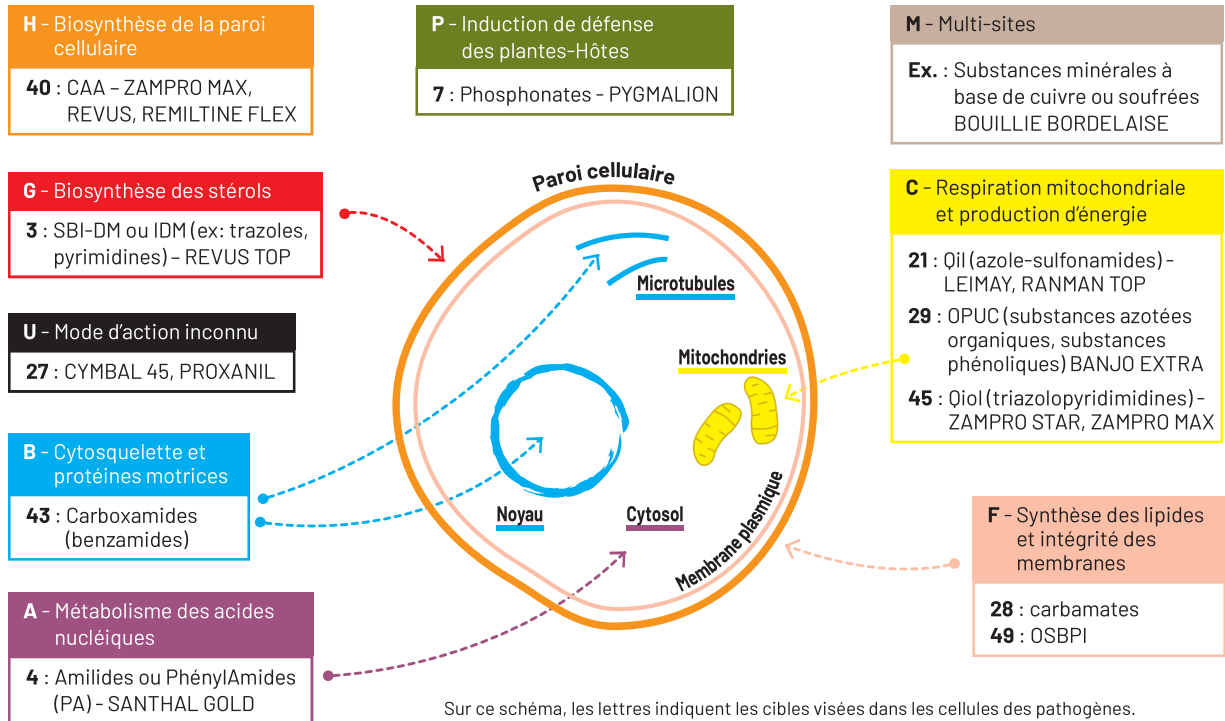 H - Biosynthèse de la paroi
cellulaire
40 : CAA – ZAMPRO MAX,
REVUS, REMILTINE FLEX
P - Induction de défense
des plantes-Hôtes
7 : Phosphonates - PYGMALION
M - Multi-sites
Ex. : Substances minérales à
base de cuivre ou soufrées
BOUILLIE BORDELAISE
G - Biosynthèse des stérols
3 : SBI-DM ou IDM (ex: trazoles,
pyrimidines) – REVUS TOP
U - Mode d'action inconnu
27 : CYMBAL 45, PROXANIL
B - Cytosquelette et
protéines motrices
43 : Carboxamides
(benzamides)
A - Métabolisme des acides
nucléiques
4 : Amilides ou PhénylAmides
(PA) - SANTHAL GOLD
Paroi cellulaire
Microtubules
Mitochondries
Noyau
Cytosol
Membrane plasmique
C - Respiration mitochondriale
et production d'énergie
21 : Qil (azole-sulfonamides) -
LEIMAY, RANMAN TOP
29 : OPUC (substances azotées
organiques, substances
phénoliques) BANJO EXTRA
45 : Qiol (triazolopyridimidines) -
ZAMPRO STAR, ZAMPRO MAX
F - Synthèse des lipides
et intégrité des
membranes
28 : carbamates
49 : OSBPI
Sur ce schéma, les lettres indiquent les cibles visées dans les cellules des pathogènes.